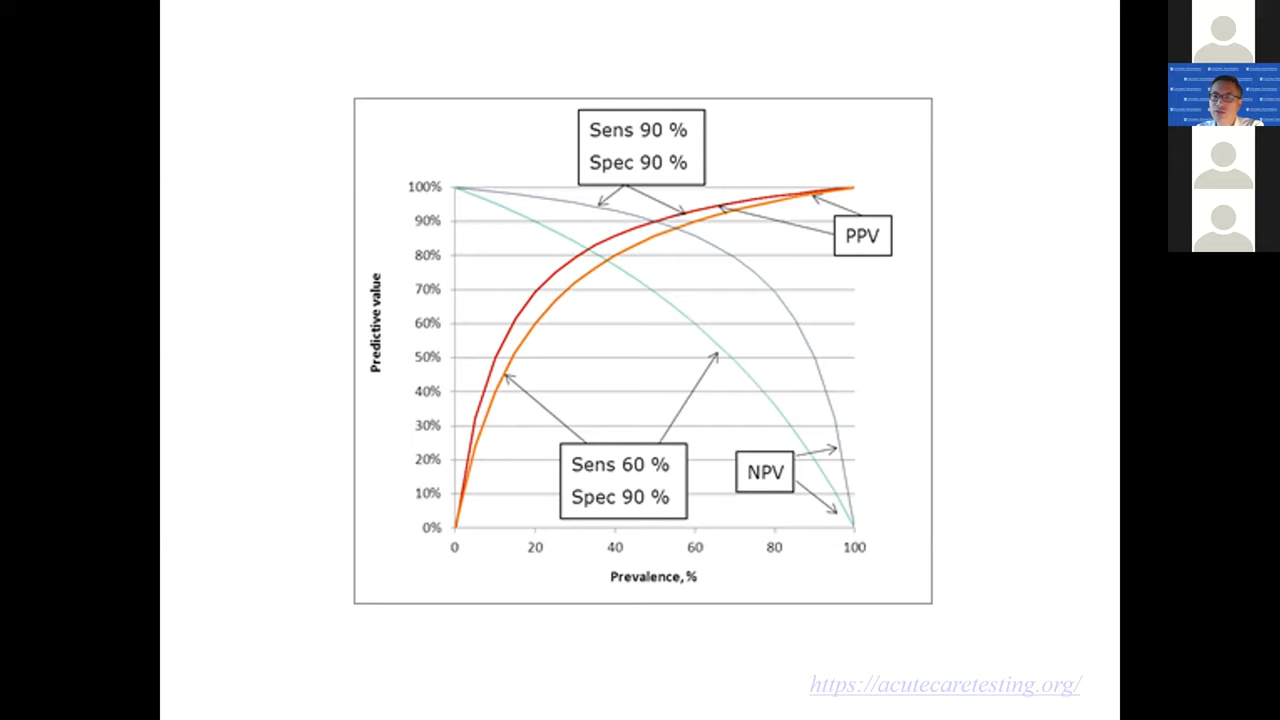 Sens 90 %
Spec 90 %
100%
90%
80%
70%
60%
50%
40%
30%
20%
10%
0%
Predictive value
PPV
Sens 60 %
Spec 90 %
NPV
0 20 40 60 80 100
Prevalence, %
https://acutecaretesting.org/